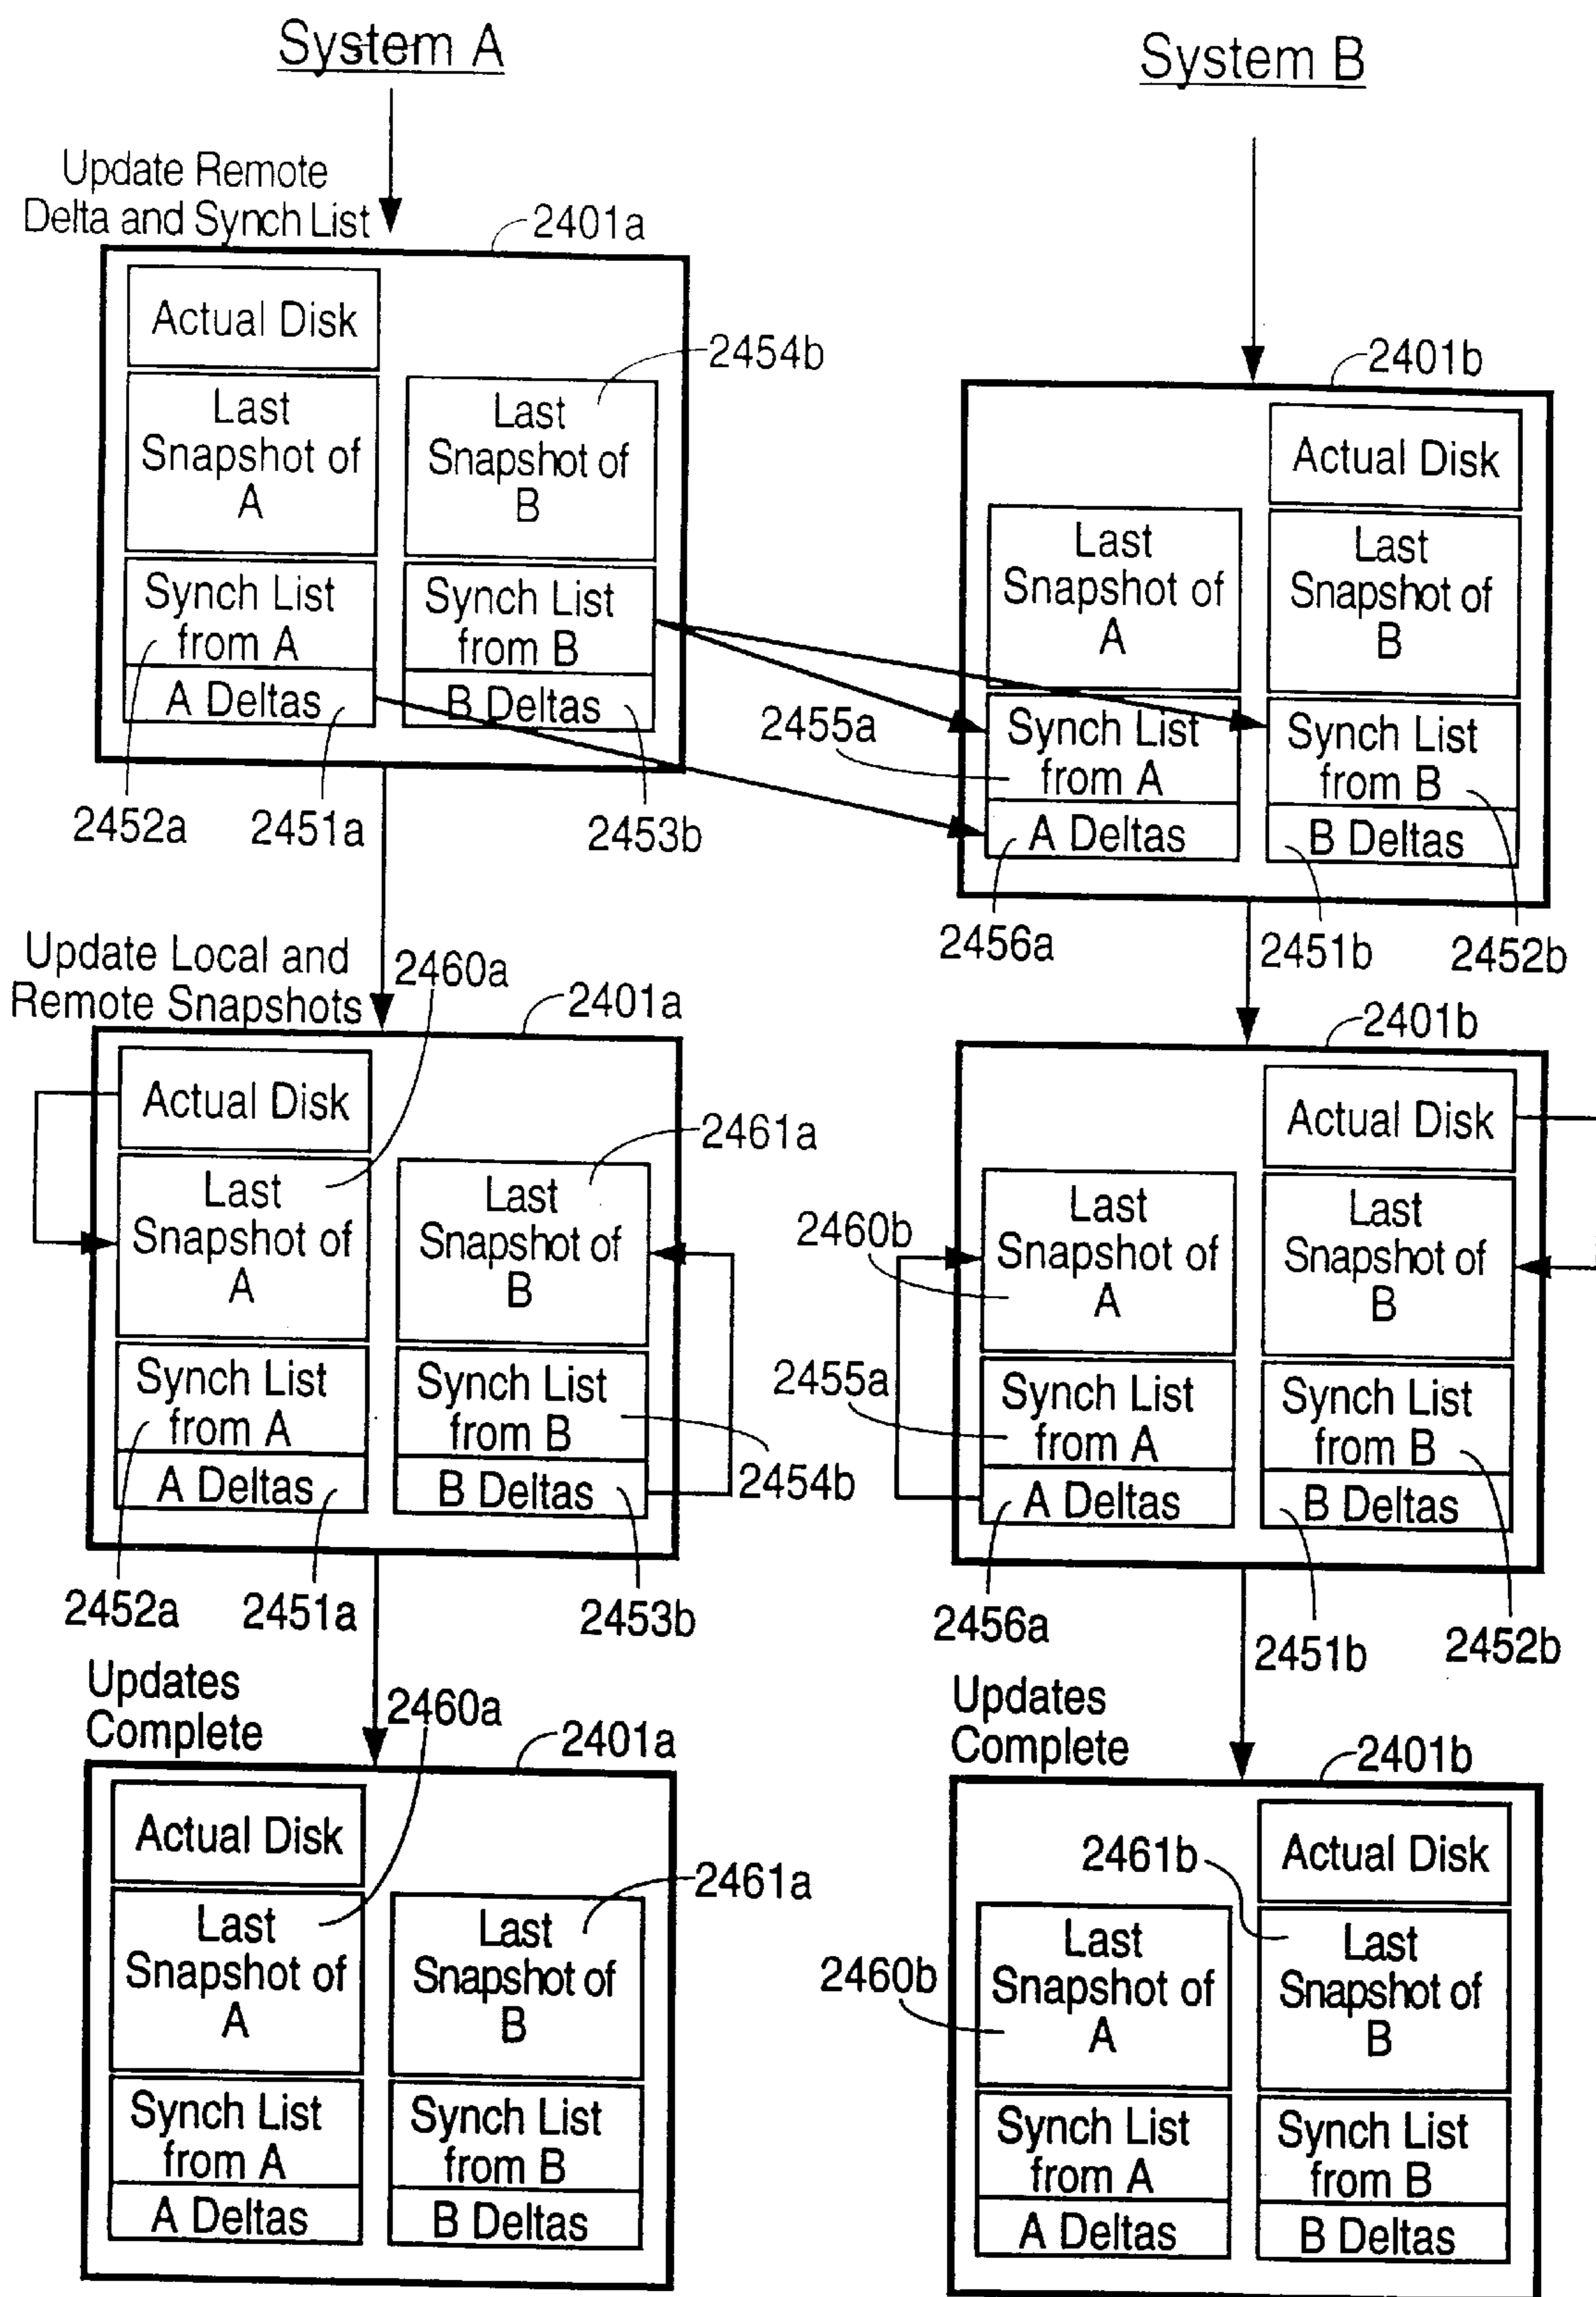 System A
System B
Update Remote
Delta and Synch List
2401a
Actual Disk
Last
Snapshot of
A
2454b
Last
Snapshot of
B
Synch List
from A
A Deltas
Synch List
from B
B Deltas
2452a
2451a
2453b
2401b
Actual Disk
Last
Snapshot of
A
Last
Snapshot of
B
2455a
Synch List
from A
A Deltas
Synch List
from B
B Deltas
2456a
2451b
2452b
Update Local and
Remote Snapshots
2460a
2401a
Actual Disk
Last
Snapshot of
A
2461a
Last
Snapshot of
B
Synch List
from A
A Deltas
Synch List
from B
B Deltas
2454b
2452a
2451a
2453b
2401b
Actual Disk
2460b
Last
Snapshot of
A
Last
Snapshot of
B
2455a
Synch List
from A
A Deltas
Synch List
from B
B Deltas
2456a
2451b
2452b
Updates
Complete
2460a
2401a
Actual Disk
Last
Snapshot of
A
2461a
Last
Snapshot of
B
Synch List
from A
A Deltas
Synch List
from B
B Deltas
Updates
Complete
2401b
2461b
Actual Disk
2460b
Last
Snapshot of
A
Last
Snapshot of
B
Synch List
from A
A Deltas
Synch List
from B
B Deltas